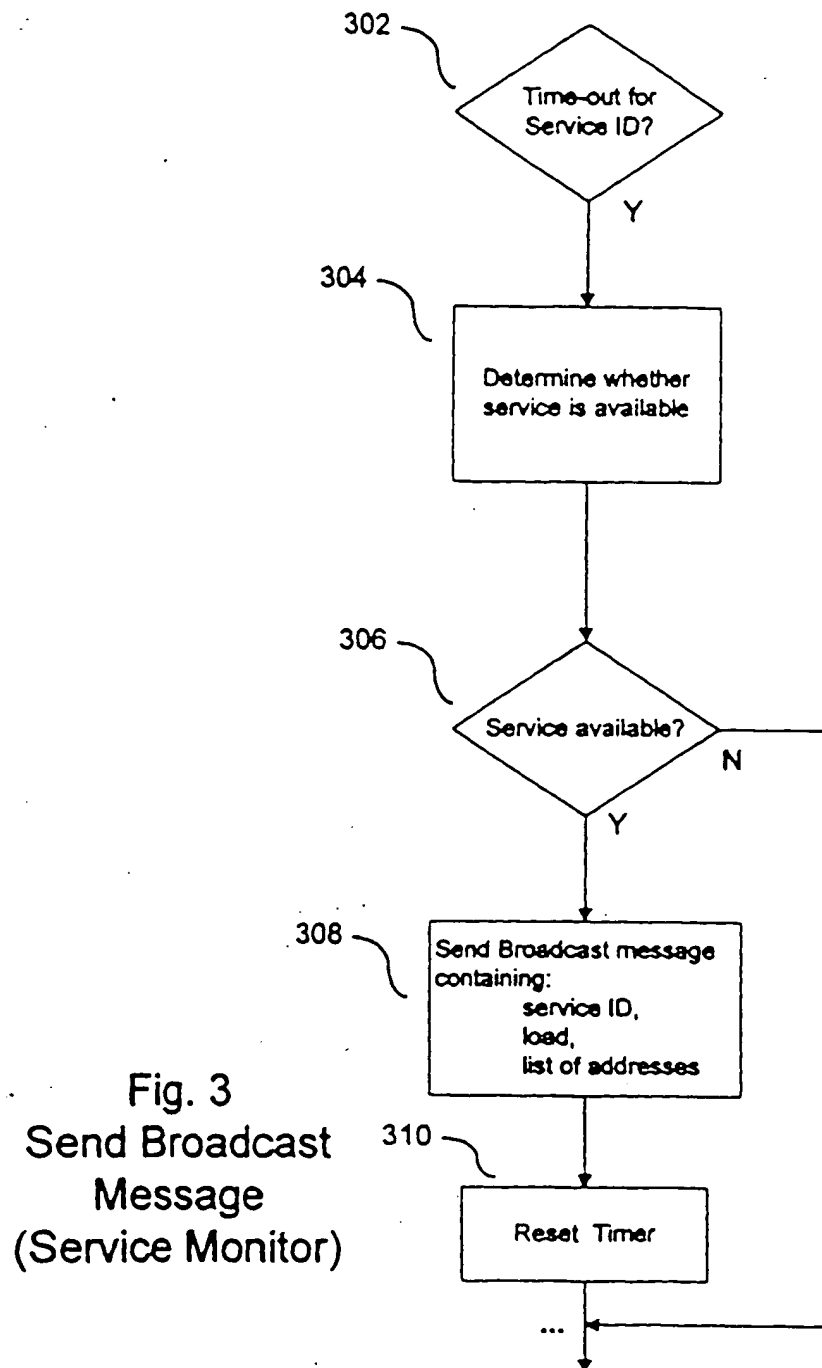 302
Time-out for
Service ID?
Y
304
Determine whether
service is available
306
Service available?
N
Y
308
Send Broadcast message
containing:
service ID,
load,
list of addresses
Fig. 3
Send Broadcast
Message
(Service Monitor)
310
Reset Timer
...